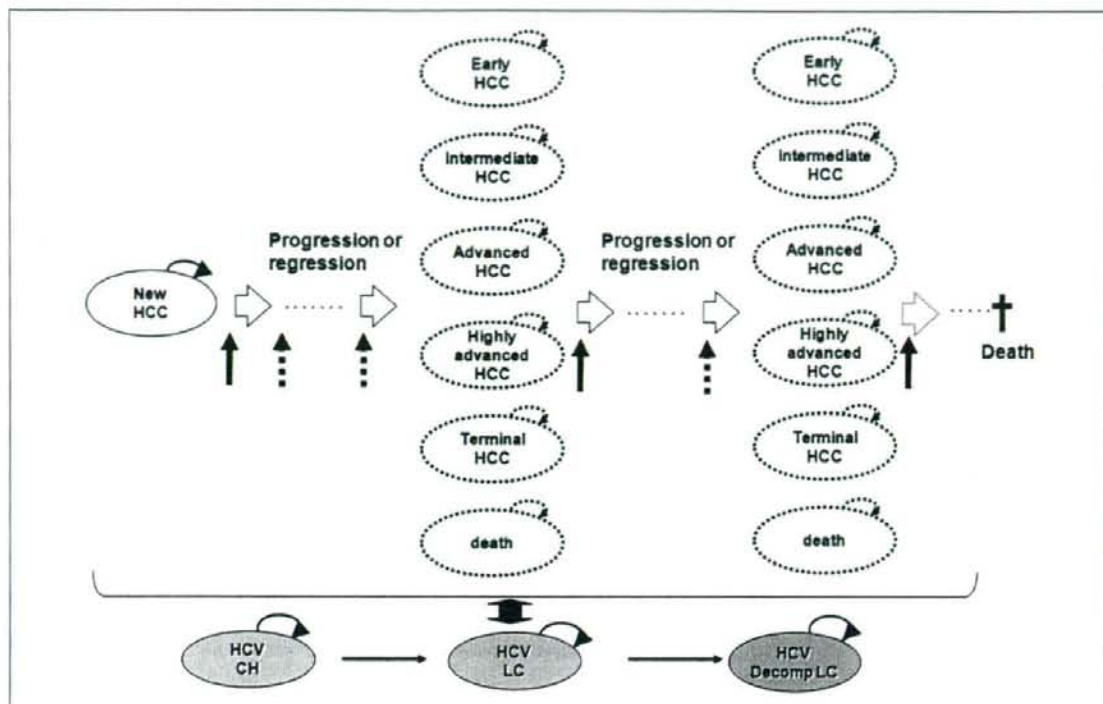 Early
HCC
Intermediate
HCC
Advanced
HCC
Highly
advanced
HCC
Terminal
HCC
death
Early
HCC
Intermediate
HCC
Advanced
HCC
Highly
advanced
HCC
Terminal
HCC
death
New
HCC
Progression or
regression
Progression or
regression
Death
HCV
CH
HCV
LC
HCV
Decomp LC